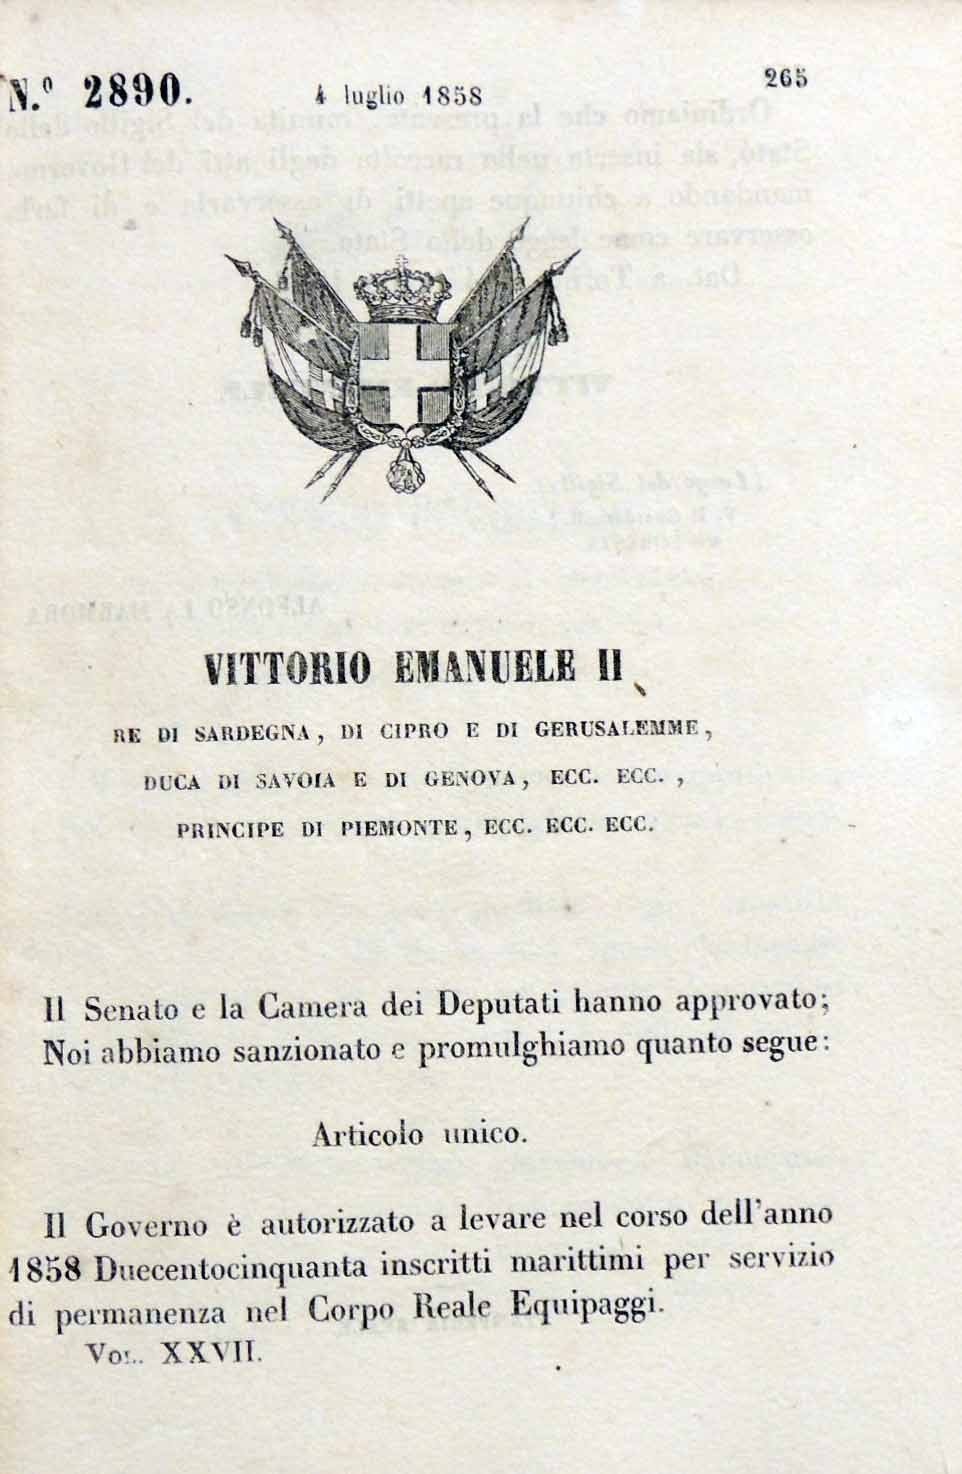 N.º 2890.
4 luglio 1858
265
VITTORIO EMANUELE II
RE DI SARDEGNA, DI CIPRO E DI GERUSALEMME,
DUCA DI SAVOIA E DI GENOVA, ECC. ECC.,
PRINCIPE DI PIEMONTE, ECC. ECC. ECC.
Il Senato e la Camera dei Deputati hanno approvato;
Noi abbiamo sanzionato e promulghiamo quanto segue:
Articolo unico.
Il Governo è autorizzato a levare nel corso dell'anno
1858 Duecentocinquanta inscritti marittimi per servizio
di permanenza nel Corpo Reale Equipaggi.
VOL. XXVII.